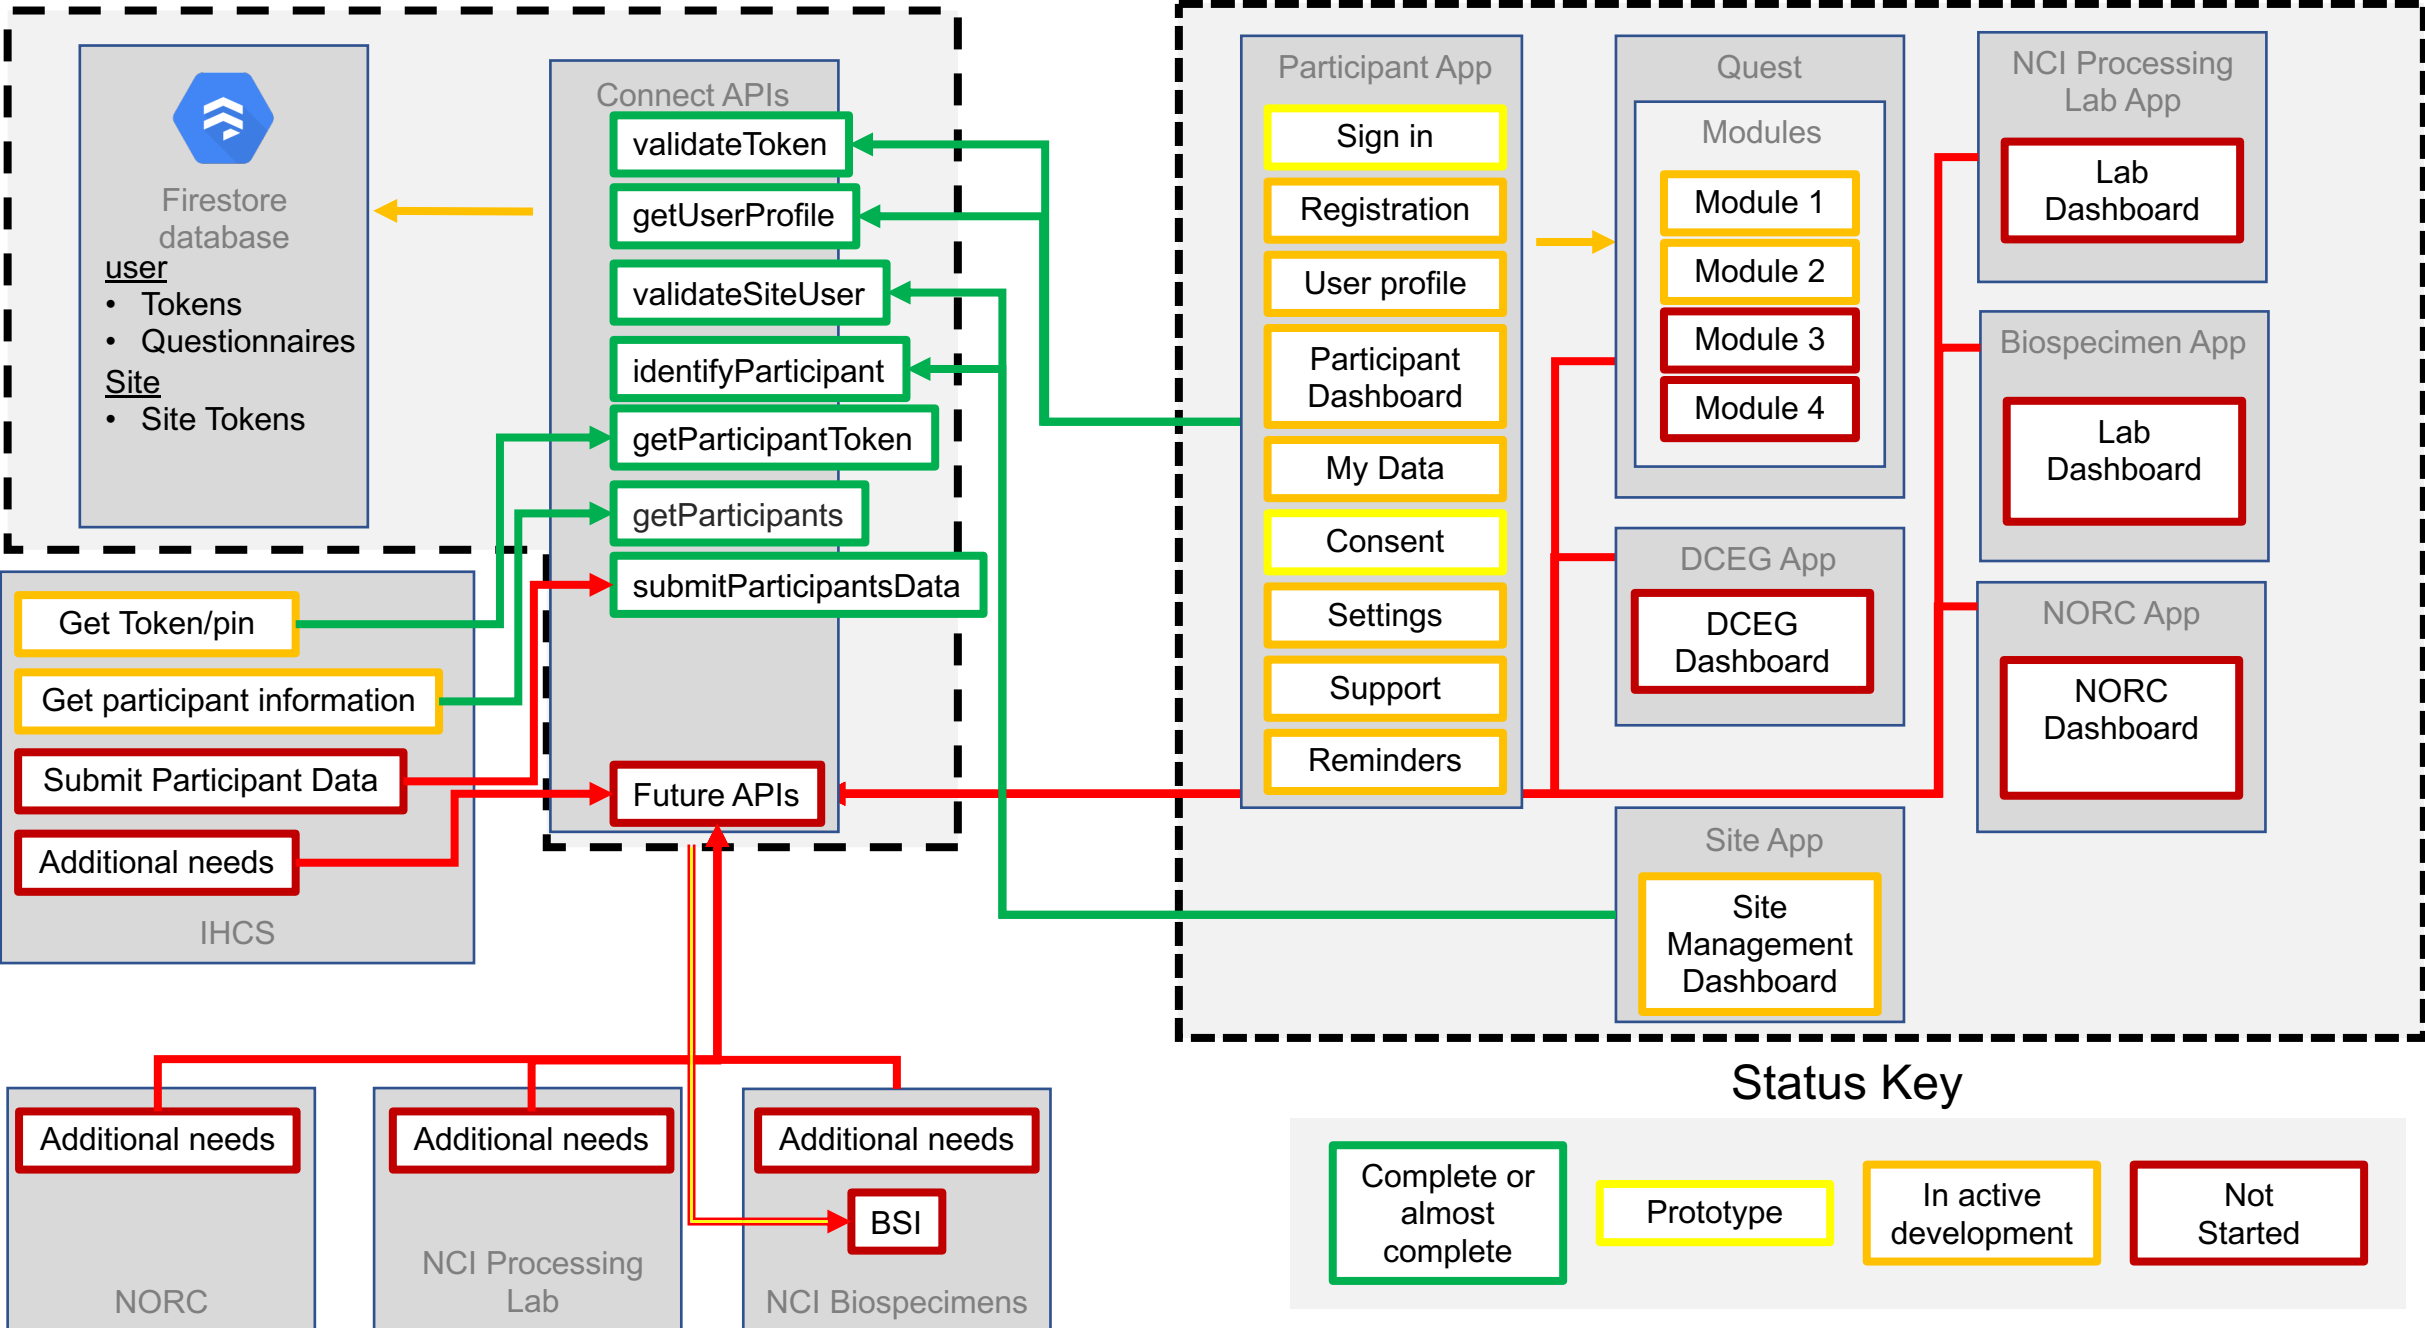 Firestore
database
user
• Tokens
• Questionnaires
Site
• Site Tokens
Connect APIs
validateToken
getUserProfile
validateSiteUser
identifyParticipant
getParticipantToken
getParticipants
submitParticipantsData
Future APIs
Get Token/pin
Get participant information
Submit Participant Data
Additional needs
IHCS
Additional needs
NORC
Additional needs
NCI Processing
Lab
Additional needs
BSI
NCI Biospecimens
Participant App
Sign in
Registration
User profile
Participant
Dashboard
My Data
Consent
Settings
Support
Reminders
Quest
Modules
Module 1
Module 2
Module 3
Module 4
DCEG App
DCEG
Dashboard
Site App
Site
Management
Dashboard
NCI Processing
Lab App
Lab
Dashboard
Biospecimen App
Lab
Dashboard
NORC App
NORC
Dashboard
Status Key
Complete or
almost
complete
Prototype
In active
development
Not
Started